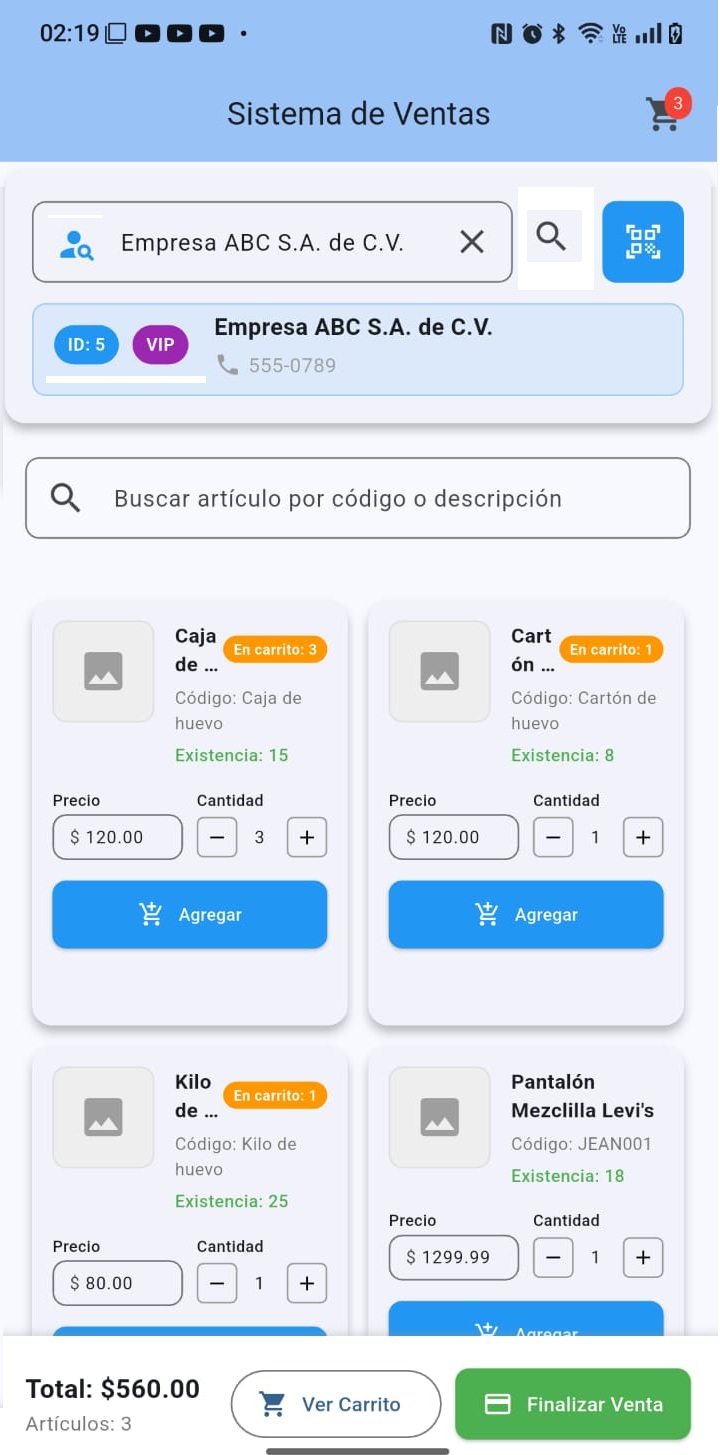 02:19
Vo
LTE
Sistema de Ventas
3
Empresa ABC S.A. de C.V.
ID: 5
VIP
Empresa ABC S.A. de C.V.
555-0789
Buscar artículo por código o descripción
Caja
de ...
En carrito: 3
Código: Caja de
huevo
Existencia: 15
Precio
Cantidad
$ 120.00
3
Agregar
Cart
ón ...
En carrito: 1
Código: Cartón de
huevo
Existencia: 8
Precio
Cantidad
$ 120.00
1
Agregar
Kilo
de ...
En carrito: 1
Código: Kilo de
huevo
Existencia: 25
Precio
Cantidad
$ 80.00
1
Pantalón
Mezclilla Levi's
Código: JEAN001
Existencia: 18
Precio
Cantidad
$ 1299.99
1
Agregar
Total: $560.00
Artículos: 3
Ver Carrito
Finalizar Venta